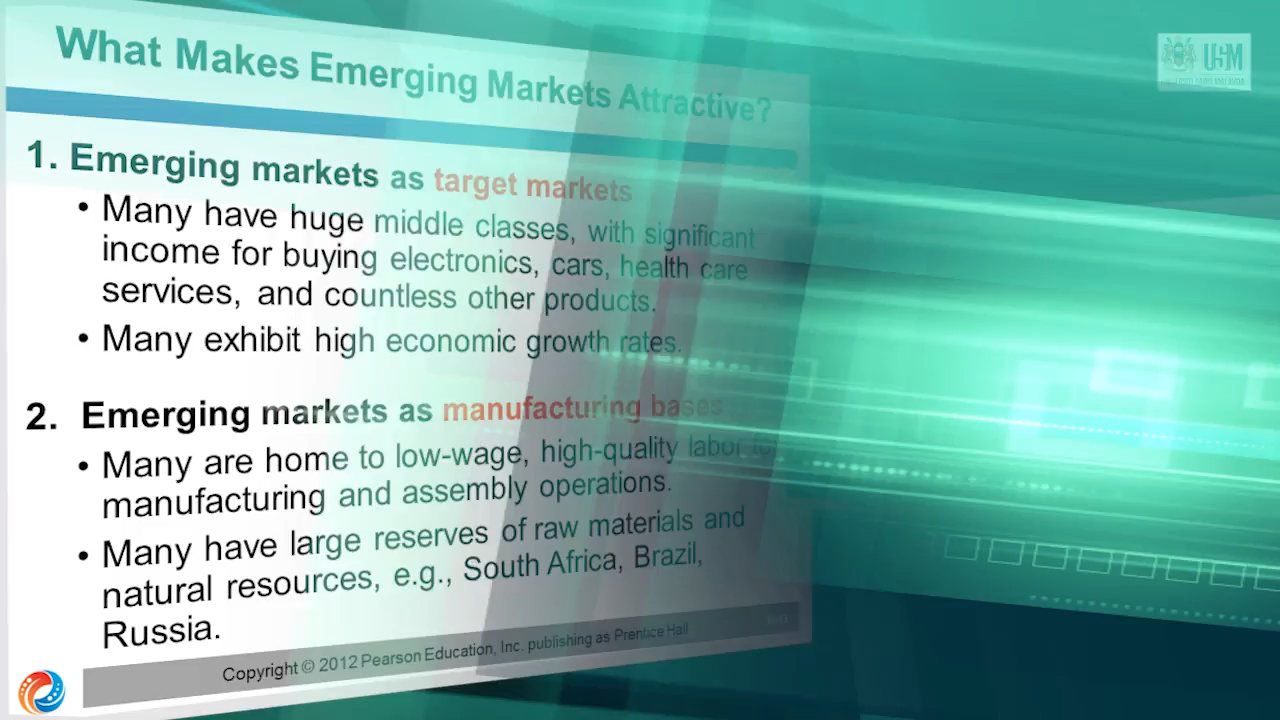 What Makes Emerging Markets Attractive?
1. Emerging markets as target markets
• Many have huge middle classes, with significant
income for buying electronics, cars, health care
services, and countless other products.
• Many exhibit high economic growth rates.
2. Emerging markets as manufacturing bases
• Many are home to low-wage, high-quality labor for
manufacturing and assembly operations.
• Many have large reserves of raw materials and
natural resources, e.g., South Africa, Brazil,
Russia.
Copyright © 2012 Pearson Education, Inc. publishing as Prentice Hall
USM